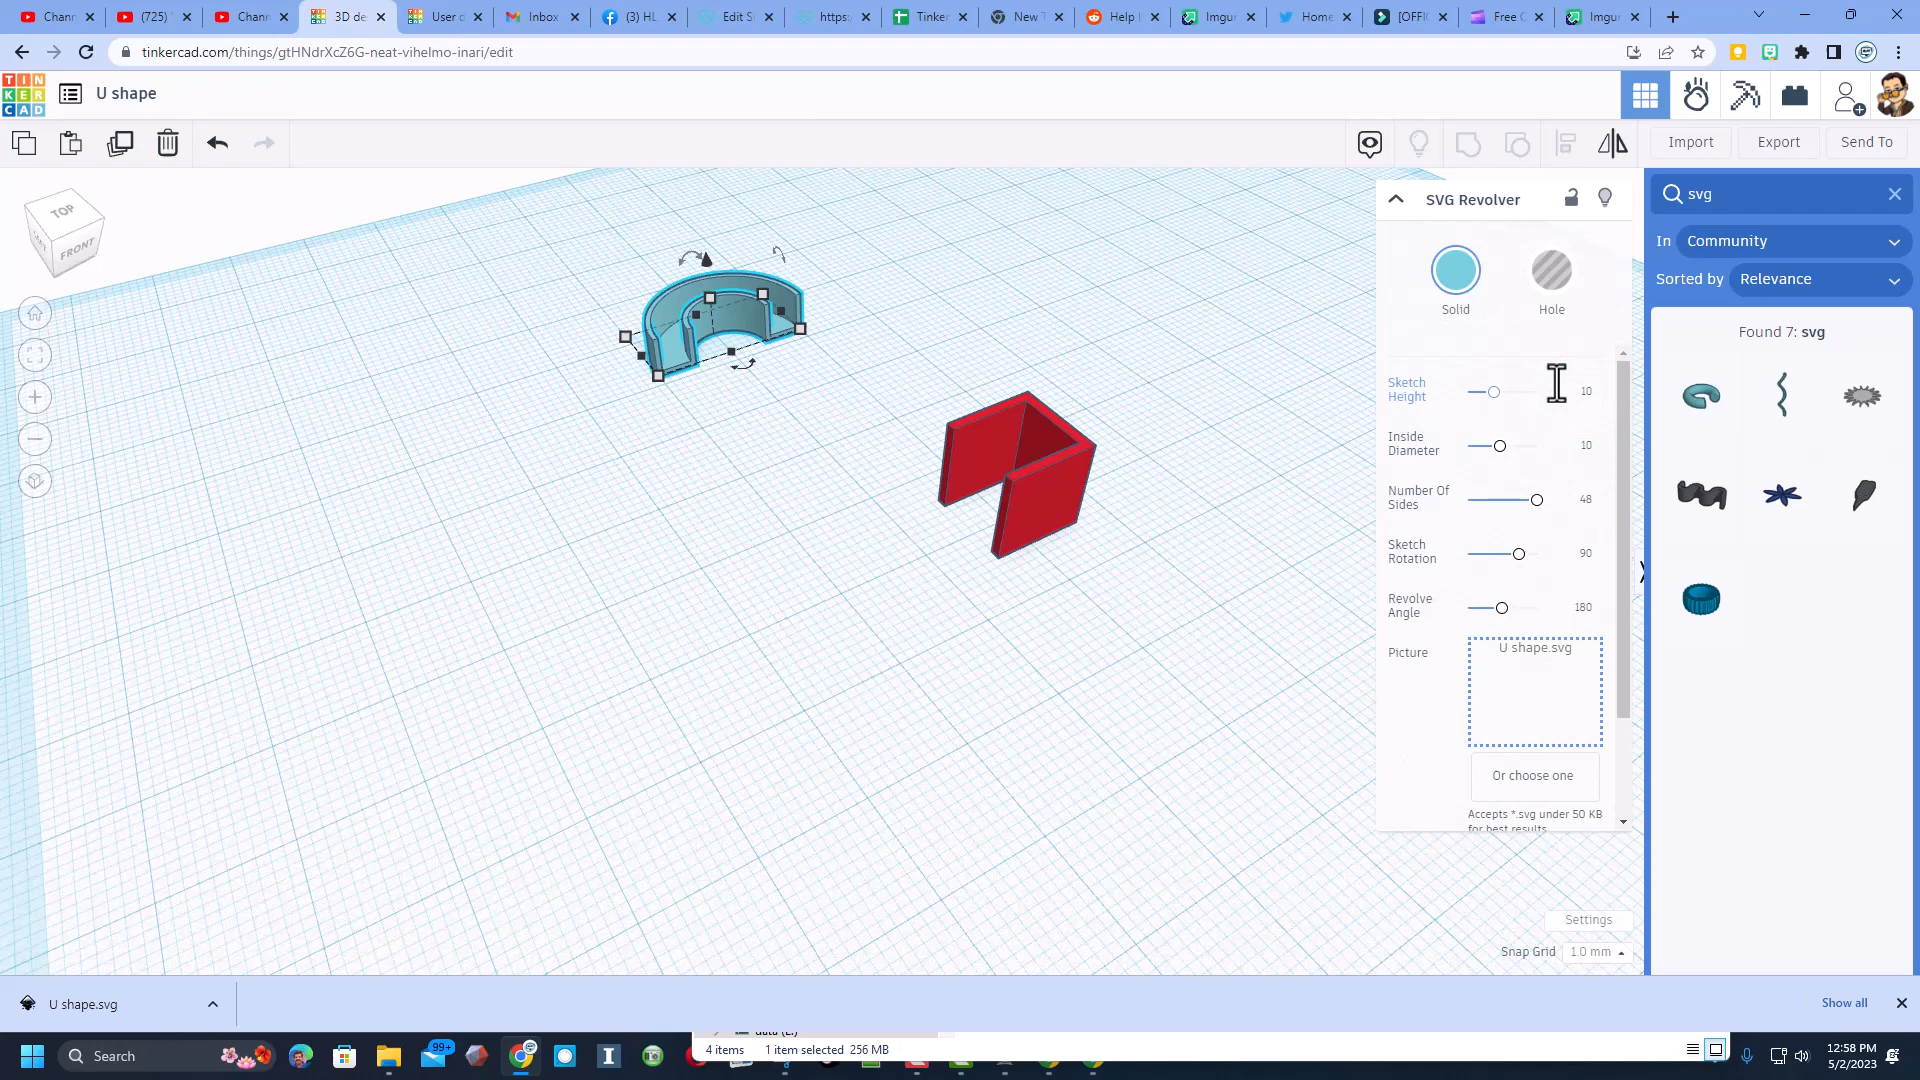 Chann
(725)
Chann
3D de
User d
Inbox
(3) HL
Edit S
https:
Tinker
New T
Help
Imgur
Home
[OFFI
Free C
Imgur
tinkercad.com/things/gtHNdrXcZ6G-neat-vihelmo-inari/edit
TIN
KER
CAD
U shape
Import
Export
Send To
TOP
FRONT
SVG Revolver
Solid
Hole
Sketch
Height
10
Inside
Diameter
10
Number Of
Sides
48
Sketch
Rotation
90
Revolve
Angle
180
Picture
U shape.svg
Or choose one
Accepts *.svg under 50 KB
for best results
svg
In
Community
Sorted by
Relevance
Found 7: svg
Settings
Snap Grid
1.0 mm
U shape.svg
Show all
4 items
1 item selected 256 MB
Search
99+
12:58 PM
5/2/2023